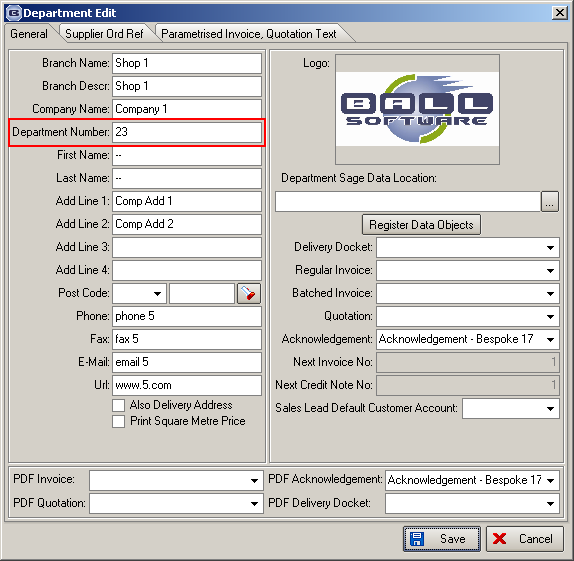 Department Edit
General Supplier Ord Ref Parametrised Invoice, Quotation Text
Branch Name: Shop 1
Branch Descr: Shop 1
Company Name: Company 1
Department Number: 23
First Name: --
Last Name: --
Add Line 1: Comp Add 1
Add Line 2: Comp Add 2
Add Line 3:
Add Line 4:
Post Code:
Phone: phone 5
Fax: fax 5
E-Mail: email 5
Url: www.5.com
Also Delivery Address
Print Square Metre Price
Logo:
BALL
SOFTWARE
Department Sage Data Location:
...
Register Data Objects
Delivery Docket:
Regular Invoice:
Batched Invoice:
Quotation:
Acknowledgement: Acknowledgement - Bespoke 17
Next Invoice No: 1
Next Credit Note No: 1
Sales Lead Default Customer Account:
PDF Invoice: PDF Acknowledgement: Acknowledgement - Bespoke 17
PDF Quotation: PDF Delivery Docket:
Save Cancel